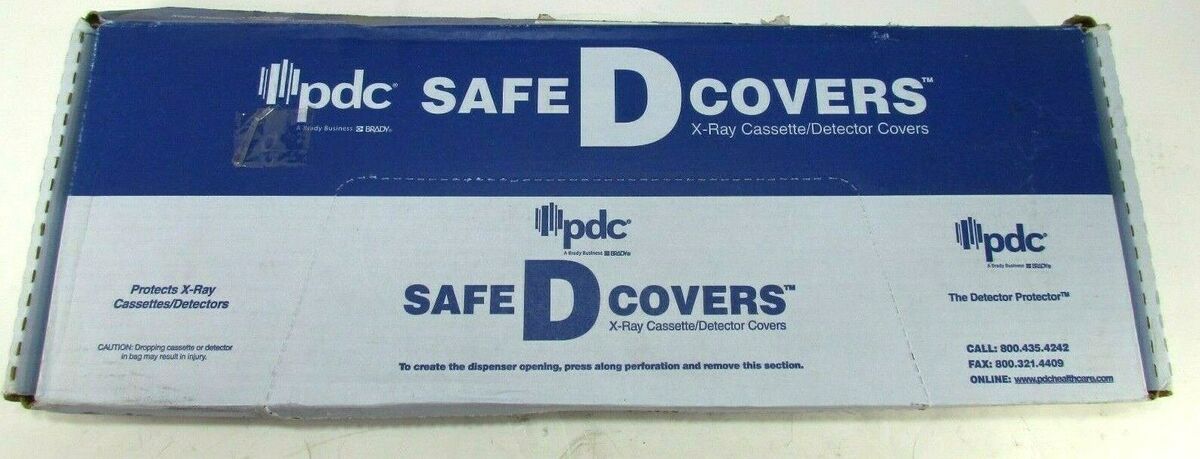 pdc®
A Brady Business BRADY®
SAFE D COVERS™
X-Ray Cassette/Detector Covers
pdc®
A Brady Business BRADY®
SAFE D COVERS™
X-Ray Cassette/Detector Covers
To create the dispenser opening, press along perforation and remove this section.
Protects X-Ray
Cassettes/Detectors
CAUTION: Dropping cassette or detector
in bag may result in injury.
pdc®
A Brady Business BRADY®
The Detector Protector™
CALL: 800.435.4242
FAX: 800.321.4409
ONLINE: www.pdchealthcare.com